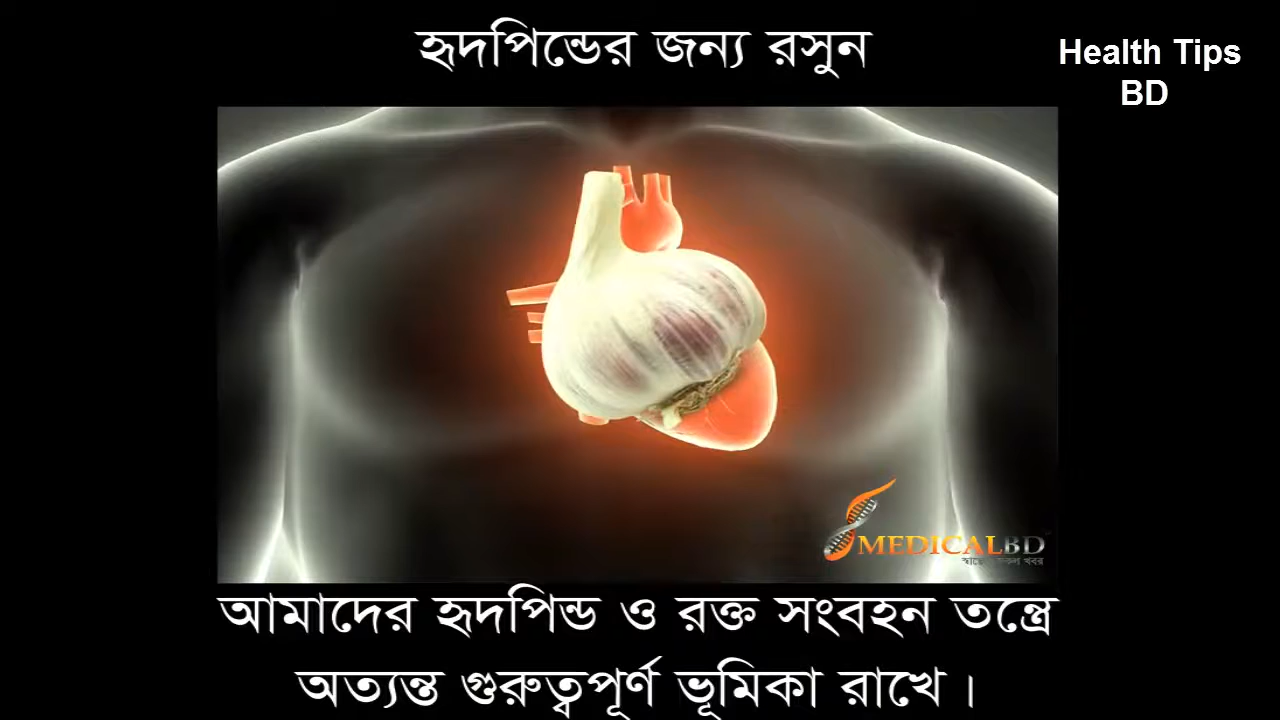 হৃদপিন্ডের জন্য রসুন
Health Tips
BD
MEDICALBD
আমাদের হৃদপিন্ড ও রক্ত সংবহন তন্ত্রে
অত্যন্ত গুরুত্বপূর্ণ ভূমিকা রাখে।